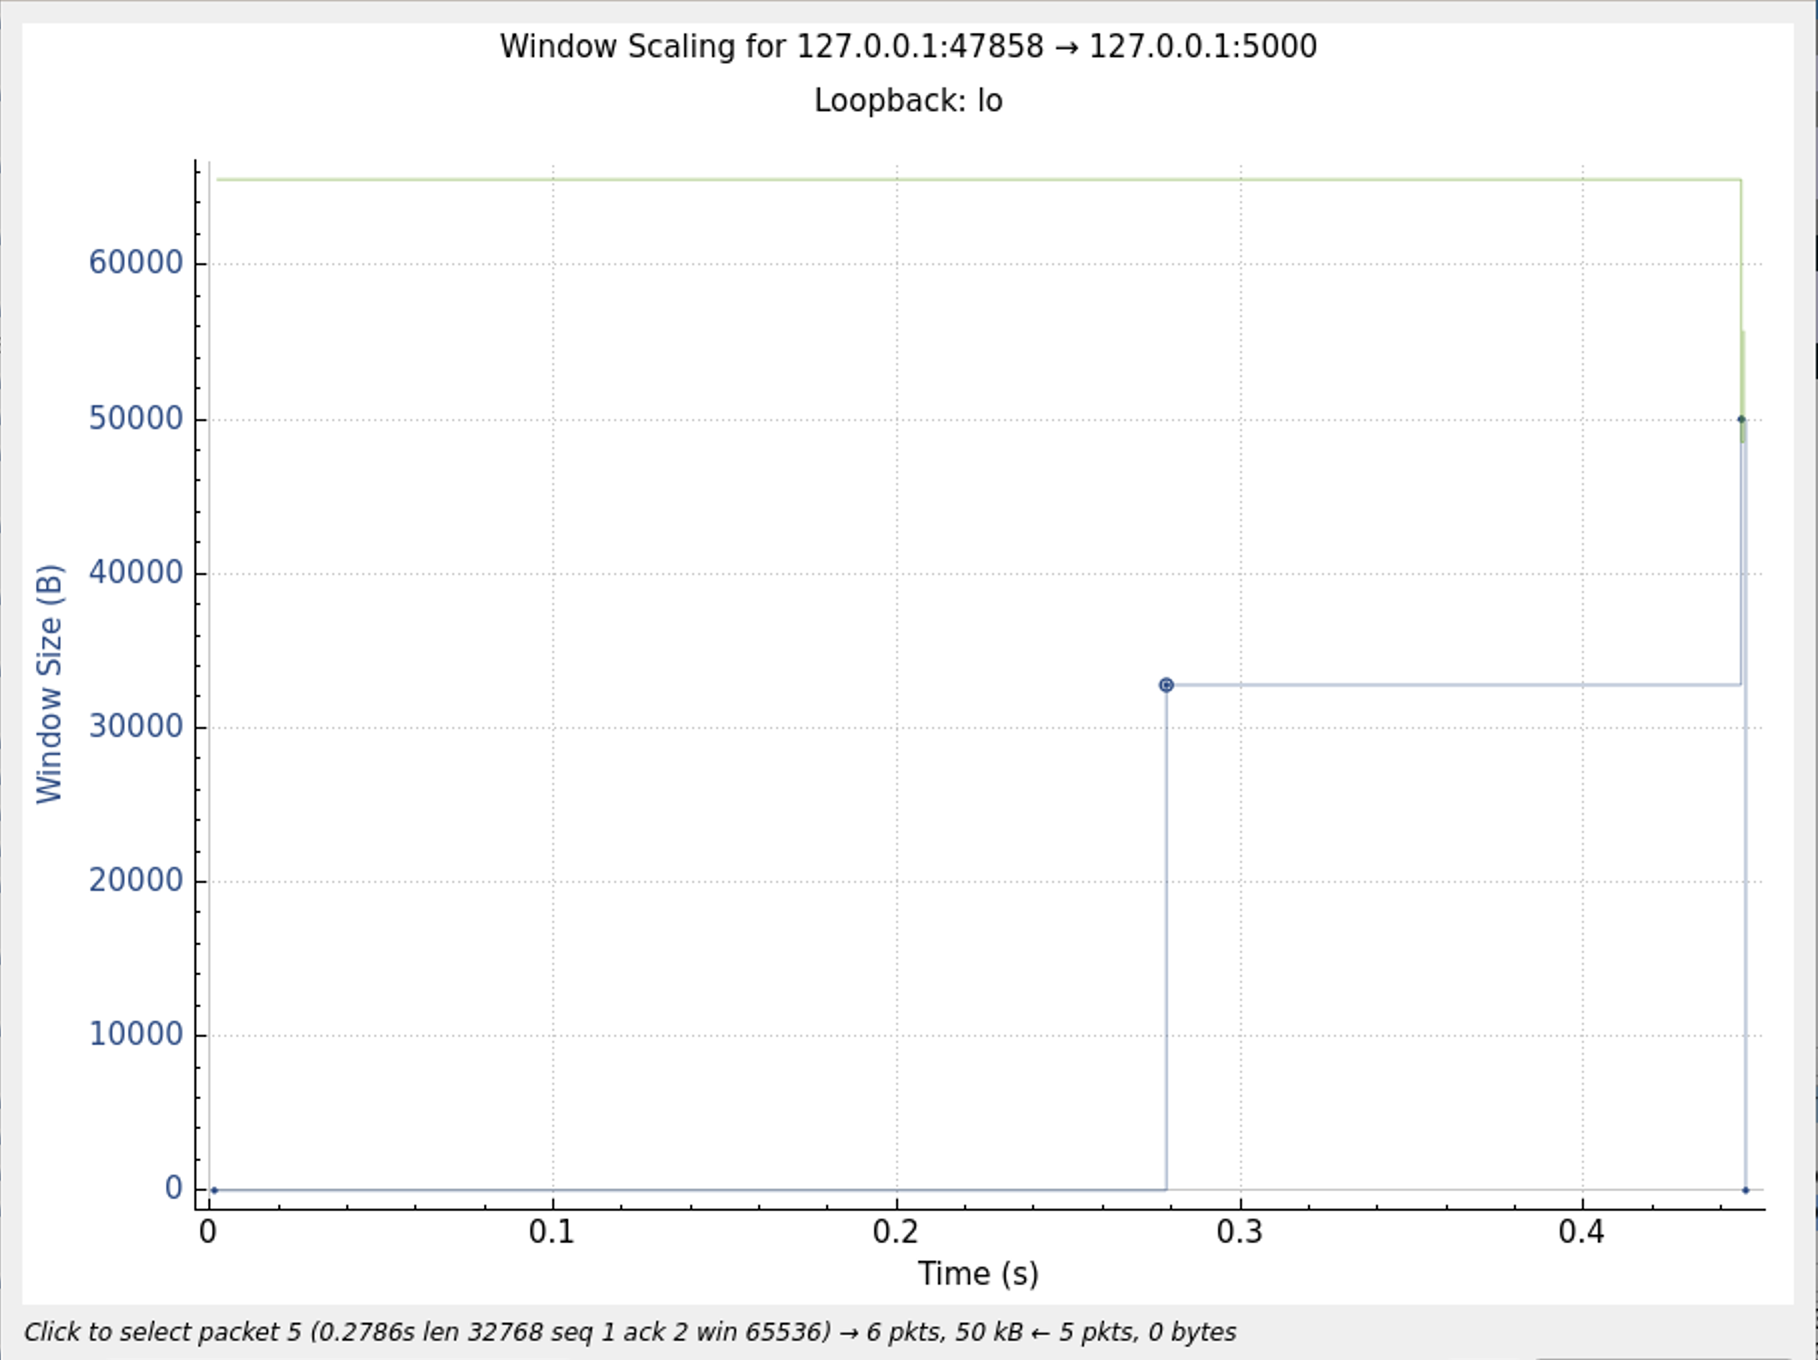 Window Scaling for 127.0.0.1:47858 → 127.0.0.1:5000
Loopback: lo
Window Size (B)
60000
50000
40000
30000
20000
10000
0
0 0.1 0.2 0.3 0.4
Time (s)
Click to select packet 5 (0.2786s len 32768 seq 1 ack 2 win 65536) → 6 pkts, 50 kB ← 5 pkts, 0 bytes